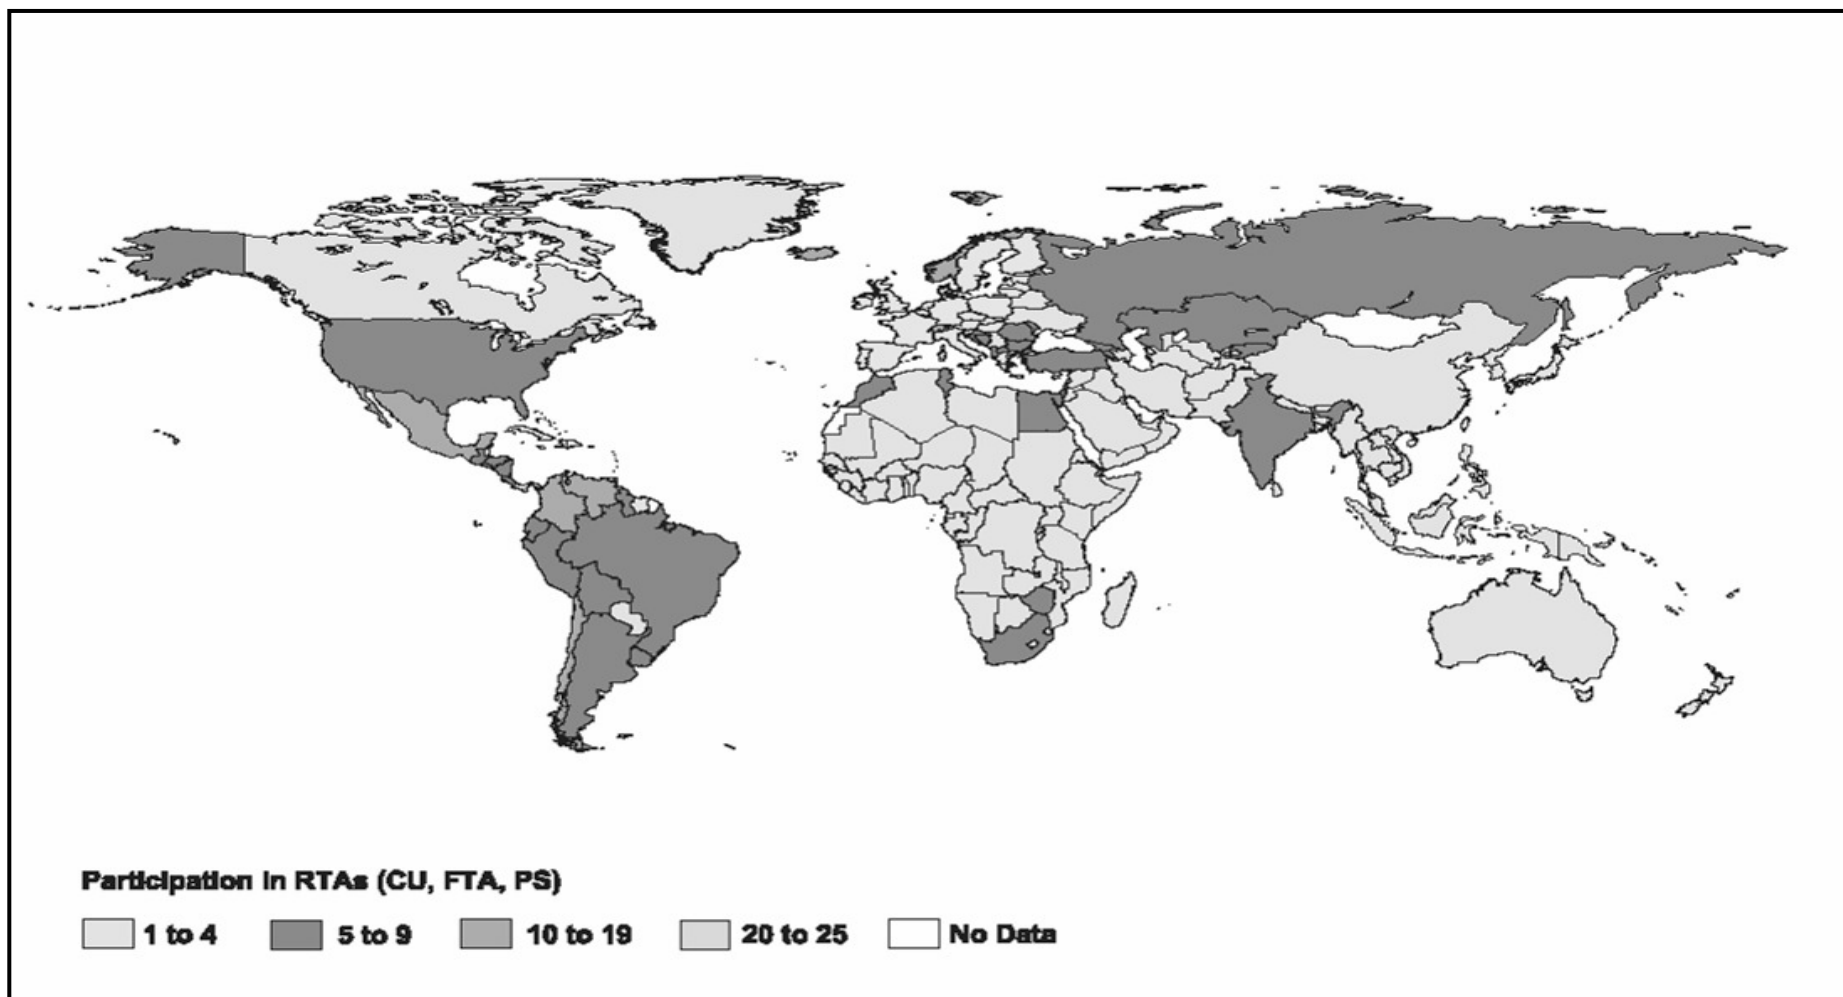 Participation in RTAs (CU, FTA, PS)
1 to 4 5 to 9 10 to 19 20 to 25 No Data